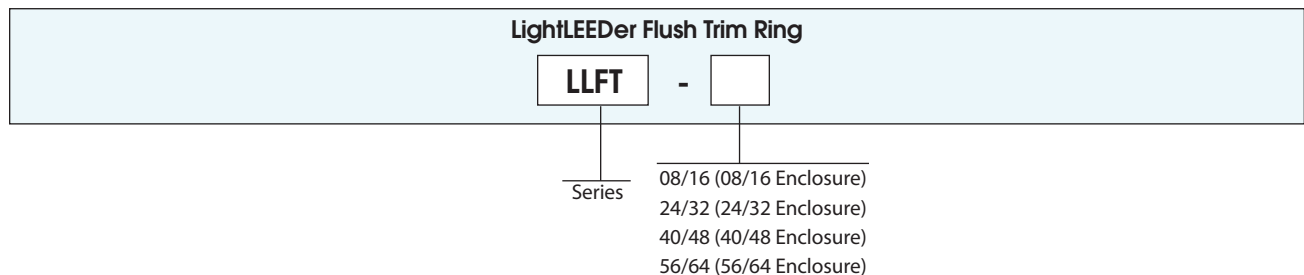 LightLEEDer Flush Trim Ring
LLFT -
Series
08/16 (08/16 Enclosure)
24/32 (24/32 Enclosure)
40/48 (40/48 Enclosure)
56/64 (56/64 Enclosure)